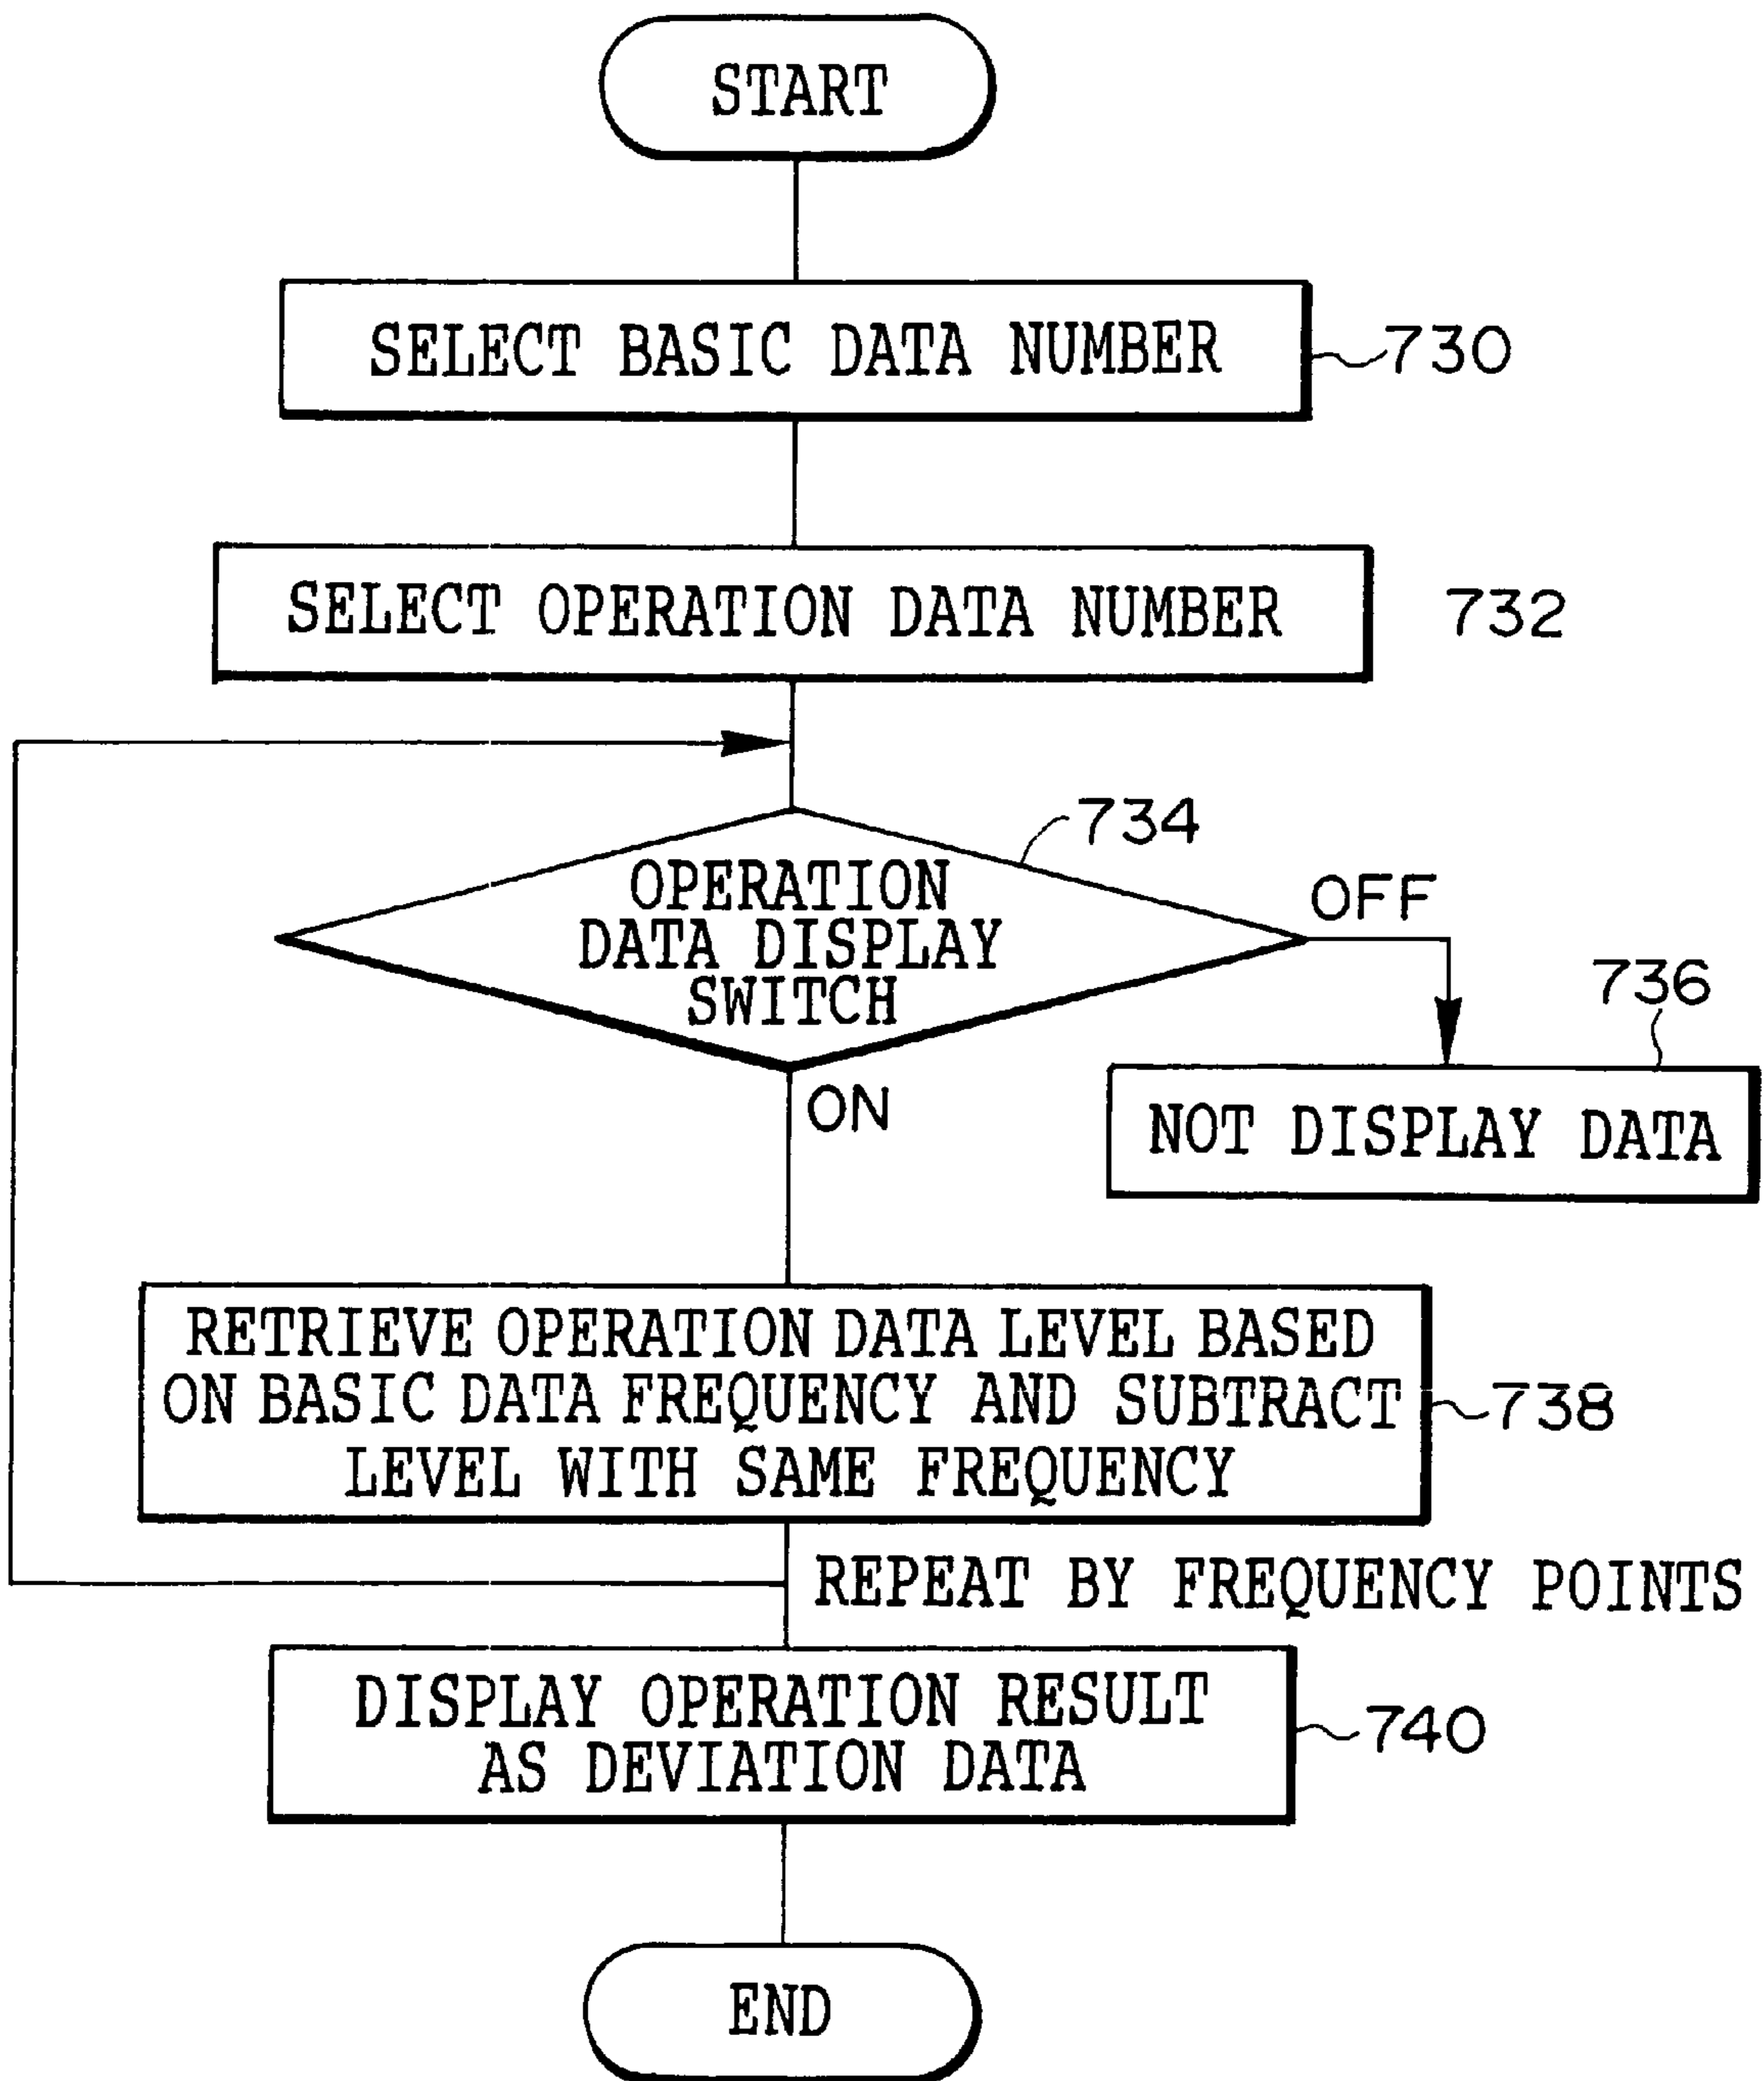 START
SELECT BASIC DATA NUMBER
730
SELECT OPERATION DATA NUMBER
732
734
OPERATION
DATA DISPLAY
SWITCH
OFF
736
NOT DISPLAY DATA
ON
RETRIEVE OPERATION DATA LEVEL BASED
ON BASIC DATA FREQUENCY AND SUBTRACT
LEVEL WITH SAME FREQUENCY
738
REPEAT BY FREQUENCY POINTS
DISPLAY OPERATION RESULT
AS DEVIATION DATA
740
END